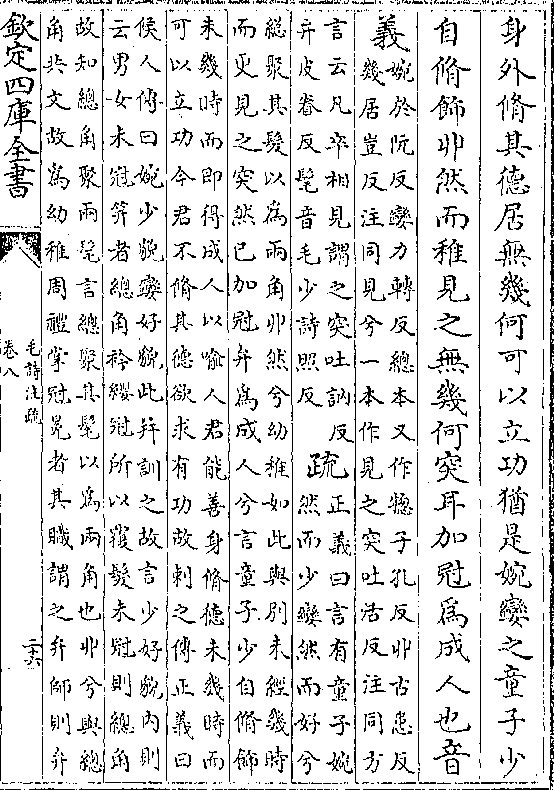 身外脩其德居無幾何可以立功猶是婉孌之童子少
自脩飾丱然而稚見之無幾何突耳加冠為成人也音
義婉於阮反孌力轉反總本又作惣子孔反丱古患反
幾居豈反注同見兮一本作見之突吐活反注同方
言云凡卒相見謂之突吐訥反
弁皮眷反髦音毛少詩照反
疏正義曰言有童子婉
然而少孌然而好兮
總聚其髮以為兩角丱然兮幼稚如此與別未經幾時
而更見之突然已加冠弁為成人兮言童子少自脩飾
未幾時而即得成人以喻人君能善身脩德未幾時而
可以立功今君不脩其德欲求有功故刺之傳正義曰
侯人傳曰婉少貌孌好貌此并訓之故言少好貌內則
云男女未冠笄者總角衿纓冠所以覆髮未冠則總角
故知總角聚兩髦言總聚其髦以為兩角也丱兮與總
角共文故為幼稚周禮掌冠冕者其職謂之弁師則弁
欽定四庫全書
毛詩注疏
卷八
二十六